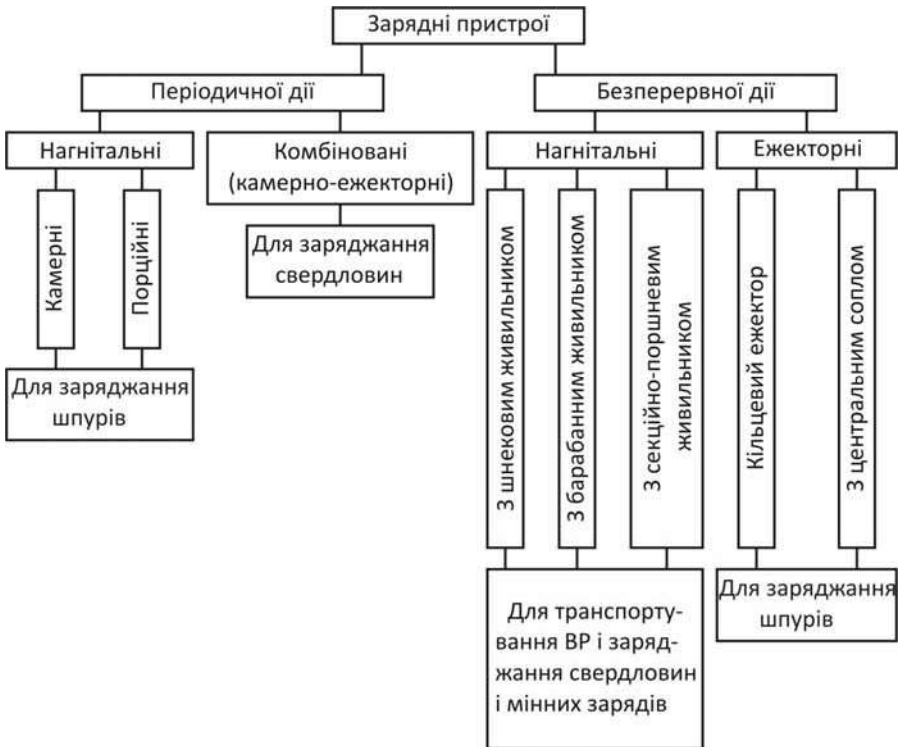 Зарядні пристрої
Періодичної дії
Безперервної дії
Нагнітальні
Комбіновані
(камерно-ежекторні)
Нагнітальні
Ежекторні
Камерні
Порційні
Для заряджання
свердловин
Для заряджання
шпурів
З шнековим живильником
З барабанним живильником
З секційно-поршневим
живильником
Кільцевий ежектор
З центральним соплом
Для транспорту-
вання ВР і заряд-
жання свердловин
і мінних зарядів
Для заряджання
шпурів